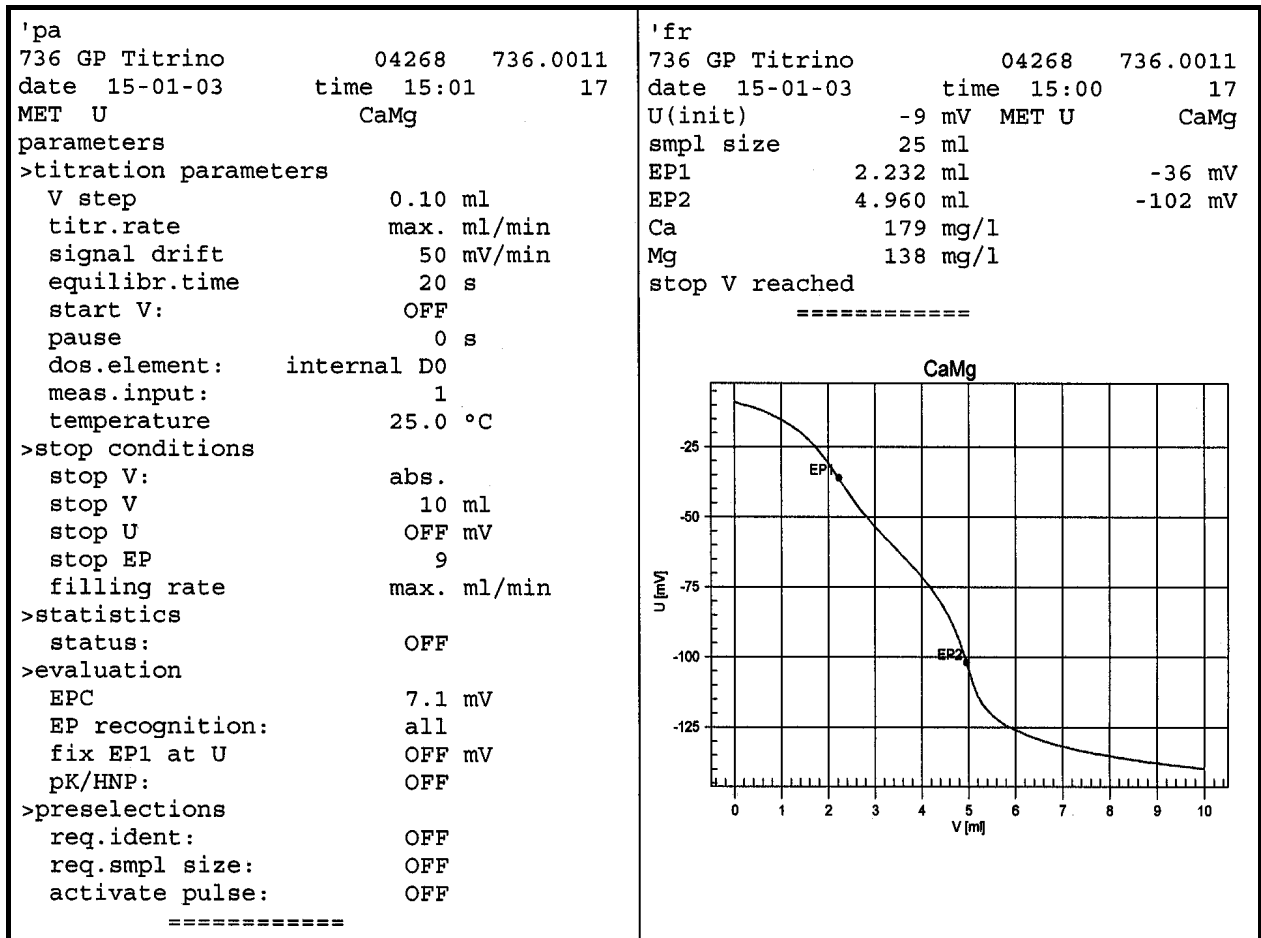 'pa
736 GP Titrino 04268 736.0011
date 15-01-03 time 15:01 17
MET U CaMg
parameters
>titration parameters
V step 0.10 ml
titr.rate max. ml/min
signal drift 50 mV/min
equilibr.time 20 s
start V: OFF
pause 0 s
dos.element: internal D0
meas.input: 1
temperature 25.0 °C
>stop conditions
stop V: abs.
stop V 10 ml
stop U OFF mV
stop EP 9
filling rate max. ml/min
>statistics
status: OFF
>evaluation
EPC 7.1 mV
EP recognition: all
fix EP1 at U OFF mV
pK/HNP: OFF
>preselections
req.ident: OFF
req.smpl size: OFF
activate pulse: OFF
============
'fr
736 GP Titrino 04268 736.0011
date 15-01-03 time 15:00 17
U(init) -9 mV MET U CaMg
smpl size 25 ml
EP1 2.232 ml -36 mV
EP2 4.960 ml -102 mV
Ca 179 mg/l
Mg 138 mg/l
stop V reached
============
CaMg
-25
EP1
-50
-75
U [mV]
-100
EP2
-125
0 1 2 3 4 5 6 7 8 9 10
V [ml]